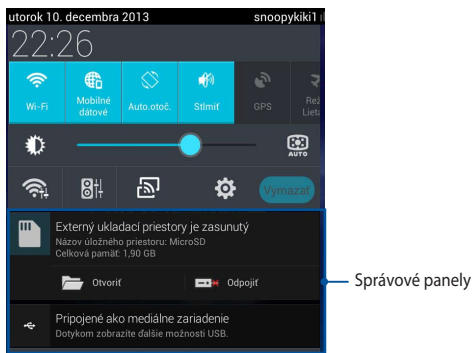 utorok 10. decembra 2013 snoopykiki1
22:26
Wi-Fi
Mobilné dátové
Auto.otoč.
Stlmiť
GPS
AUTO
Vymazať
Externý ukladací priestory je zasunutý
Názov úložného priestoru: MicroSD
Celková pamäť: 1,90 GB
Otvoriť Odpojiť
Správové panely
Pripojené ako mediálne zariadenie
Dotykom zobrazíte ďalšie možnosti USB.